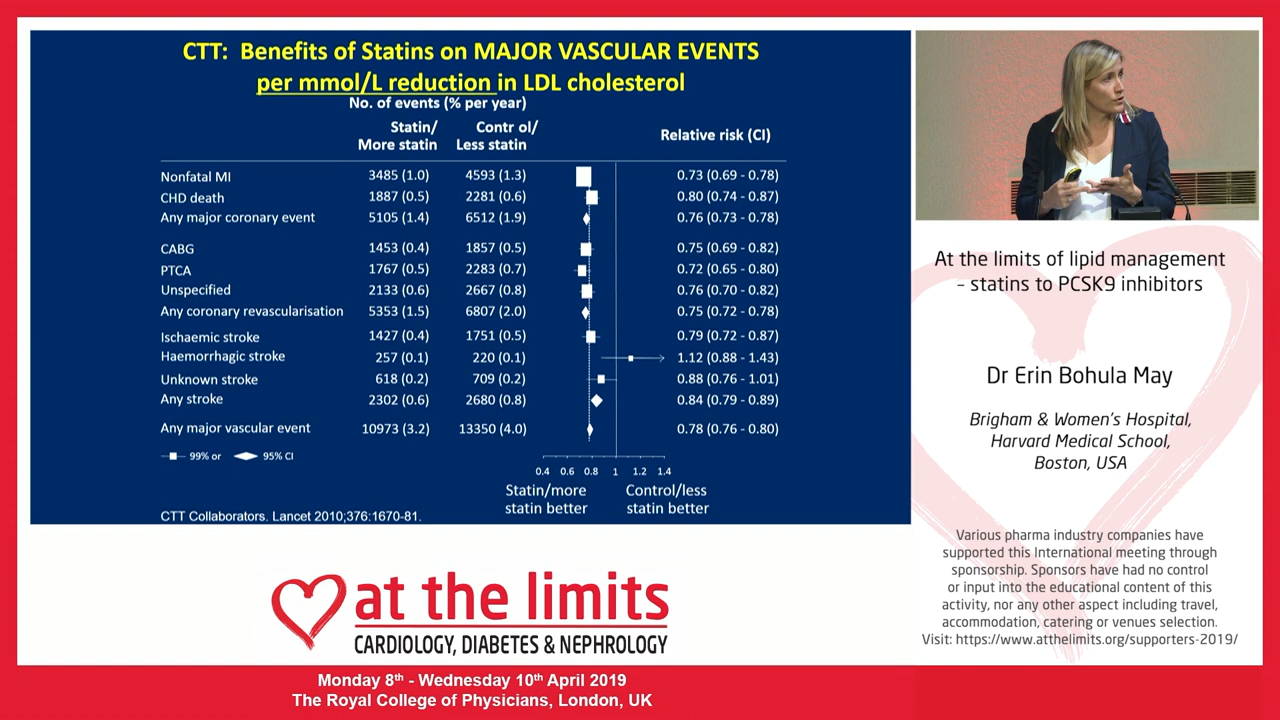 CTT: Benefits of Statins on MAJOR VASCULAR EVENTS
per mmol/L reduction in LDL cholesterol
No. of events (% per year)
Statin/ More statin
Contr ol/ Less statin
Relative risk (CI)
Nonfatal MI 3485 (1.0) 4593 (1.3) 0.73 (0.69 - 0.78)
CHD death 1887 (0.5) 2281 (0.6) 0.80 (0.74 - 0.87)
Any major coronary event 5105 (1.4) 6512 (1.9) 0.76 (0.73 - 0.78)
CABG 1453 (0.4) 1857 (0.5) 0.75 (0.69 - 0.82)
PTCA 1767 (0.5) 2283 (0.7) 0.72 (0.65 - 0.80)
Unspecified 2133 (0.6) 2667 (0.8) 0.76 (0.70 - 0.82)
Any coronary revascularisation 5353 (1.5) 6807 (2.0) 0.75 (0.72 - 0.78)
Ischaemic stroke 1427 (0.4) 1751 (0.5) 0.79 (0.72 - 0.87)
Haemorrhagic stroke 257 (0.1) 220 (0.1) 1.12 (0.88 - 1.43)
Unknown stroke 618 (0.2) 709 (0.2) 0.88 (0.76 - 1.01)
Any stroke 2302 (0.6) 2680 (0.8) 0.84 (0.79 - 0.89)
Any major vascular event 10973 (3.2) 13350 (4.0) 0.78 (0.76 - 0.80)
99% or 95% CI
0.4 0.6 0.8 1 1.2 1.4
Statin/more statin better
Control/less statin better
CTT Collaborators. Lancet 2010;376:1670-81.
At the limits of lipid management
– statins to PCSK9 inhibitors
Dr Erin Bohula May
Brigham & Women's Hospital,
Harvard Medical School,
Boston, USA
Various pharma industry companies have
supported this International meeting through
sponsorship. Sponsors have had no control
or input into the educational content of this
activity, nor any other aspect including travel,
accommodation, catering or venues selection.
Visit: https://www.atthelimits.org/supporters-2019/
at the limits
CARDIOLOGY, DIABETES & NEPHROLOGY
Monday 8th - Wednesday 10th April 2019
The Royal College of Physicians, London, UK